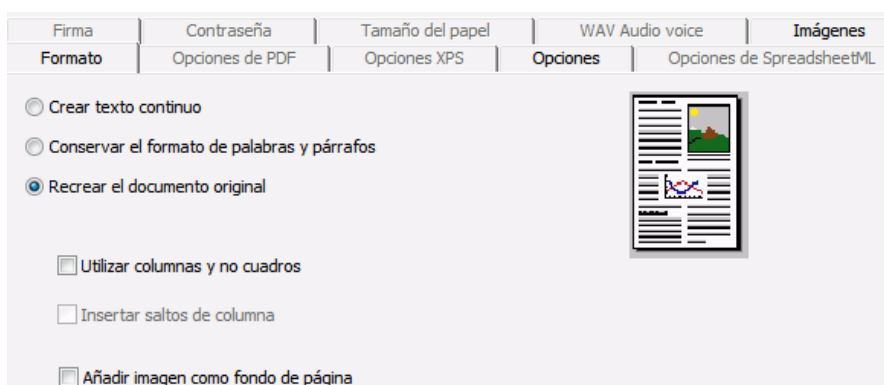 Firma Contraseña Tamaño del papel WAV Audio voice Imágenes
Formato Opciones de PDF Opciones XPS Opciones Opciones de SpreadsheetML
Crear texto continuo
Conservar el formato de palabras y párrafos
Recrear el documento original
Utilizar columnas y no cuadros
Insertar saltos de columna
Añadir imagen como fondo de página